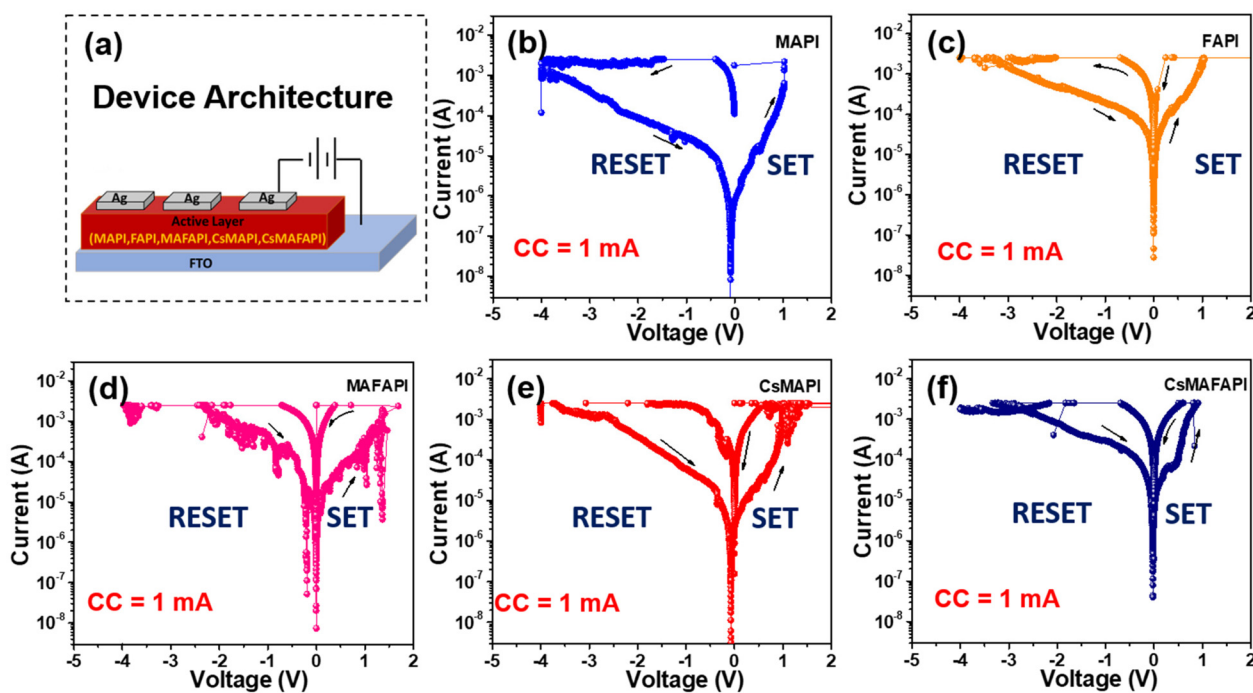 (a)
Device Architecture
Ag Ag Ag
Active Layer
(MAPI,FAPI,MAFAPI,CsMAPI,CsMAFAPI)
FTO
(b)
MAPI
Current (A)
10⁻² 10⁻³ 10⁻⁴ 10⁻⁵ 10⁻⁶ 10⁻⁷ 10⁻⁸
RESET SET
CC = 1 mA
-5 -4 -3 -2 -1 0 1 2
Voltage (V)
(c)
FAPI
Current (A)
10⁻² 10⁻³ 10⁻⁴ 10⁻⁵ 10⁻⁶ 10⁻⁷ 10⁻⁸
RESET SET
CC = 1 mA
-5 -4 -3 -2 -1 0 1 2
Voltage (V)
(d)
MAFAPI
Current (A)
10⁻² 10⁻³ 10⁻⁴ 10⁻⁵ 10⁻⁶ 10⁻⁷ 10⁻⁸
RESET SET
CC = 1 mA
-5 -4 -3 -2 -1 0 1 2
Voltage (V)
(e)
CsMAPI
Current (A)
10⁻² 10⁻³ 10⁻⁴ 10⁻⁵ 10⁻⁶ 10⁻⁷ 10⁻⁸
RESET SET
CC = 1 mA
-5 -4 -3 -2 -1 0 1 2
Voltage (V)
(f)
CsMAFAPI
Current (A)
10⁻² 10⁻³ 10⁻⁴ 10⁻⁵ 10⁻⁶ 10⁻⁷ 10⁻⁸
RESET SET
CC = 1 mA
-5 -4 -3 -2 -1 0 1 2
Voltage (V)